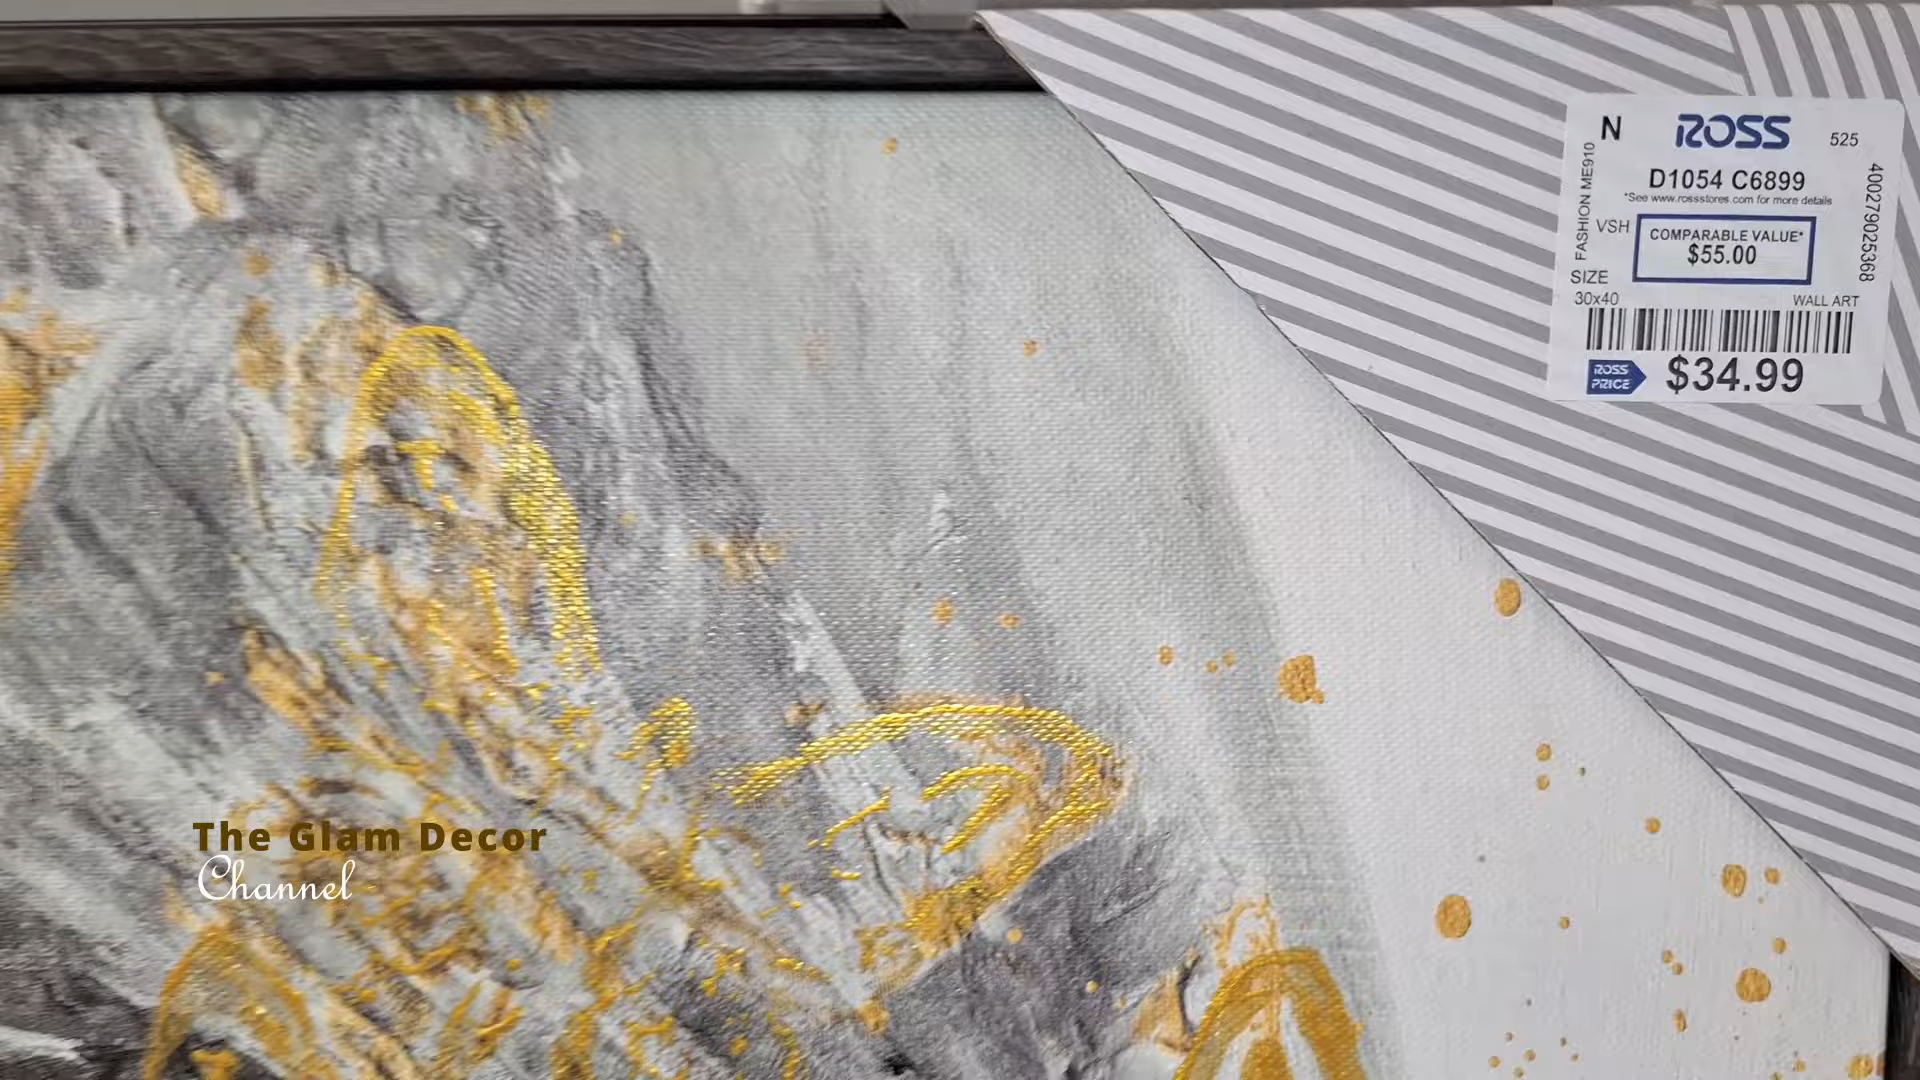 N ROSS 525
D1054 C6899
*See www.rossstores.com for more details
FASHION ME910
400279025368
VSH
COMPARABLE VALUE*
$55.00
SIZE
30x40 WALL ART
ROSS
PRICE
$34.99
The Glam Decor
Channel